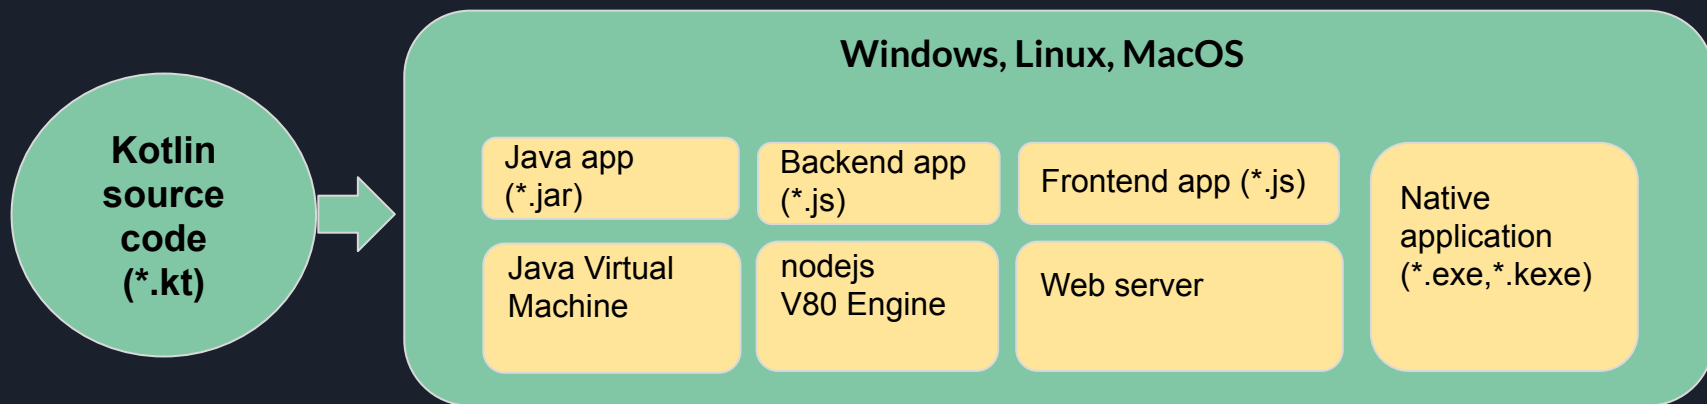 Windows, Linux, MacOS
Kotlin
source
code
(*.kt)
Java app
(*.jar)
Backend app
(*.js)
Frontend app (*.js)
Native
application
(*.exe,*.kexe)
Java Virtual
Machine
nodejs
V80 Engine
Web server